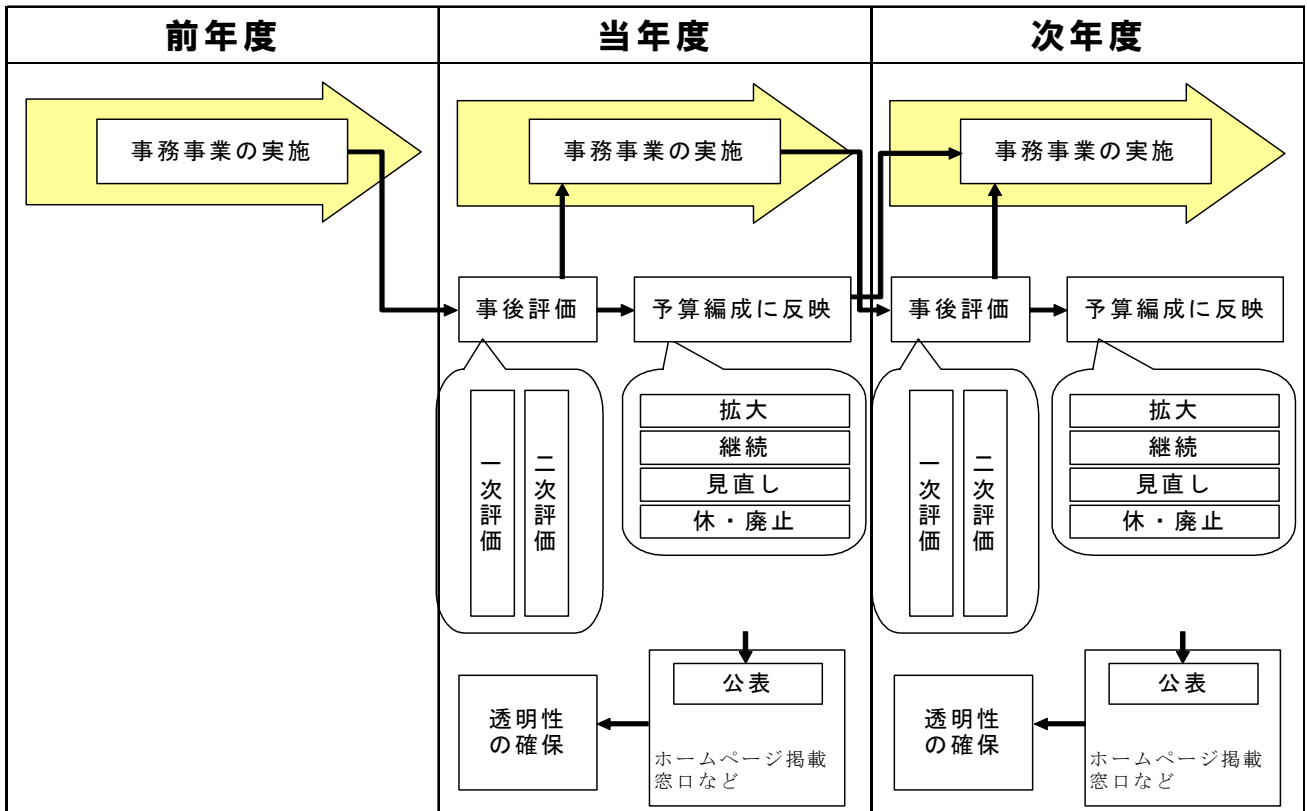 前年度
当年度
次年度
事務事業の実施
事務事業の実施
事務事業の実施
事後評価
予算編成に反映
事後評価
予算編成に反映
一次評価
二次評価
拡大
継続
見直し
休・廃止
一次評価
二次評価
拡大
継続
見直し
休・廃止
透明性
の確保
公表
ホームページ掲載
窓口など
透明性
の確保
公表
ホームページ掲載
窓口など